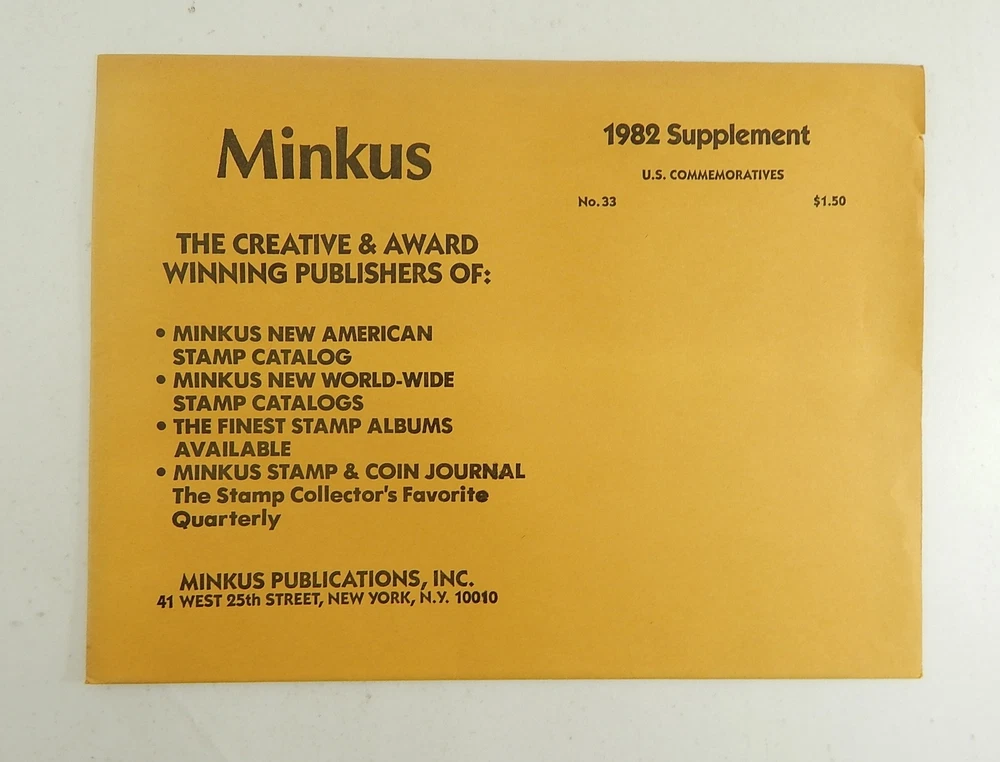 Minkus
THE CREATIVE & AWARD
WINNING PUBLISHERS OF:
• MINKUS NEW AMERICAN
STAMP CATALOG
• MINKUS NEW WORLD-WIDE
STAMP CATALOGS
• THE FINEST STAMP ALBUMS
AVAILABLE
• MINKUS STAMP & COIN JOURNAL
The Stamp Collector's Favorite
Quarterly
MINKUS PUBLICATIONS, INC.
41 WEST 25th STREET, NEW YORK, N.Y. 10010
1982 Supplement
U.S. COMMEMORATIVES
No.33 $1.50